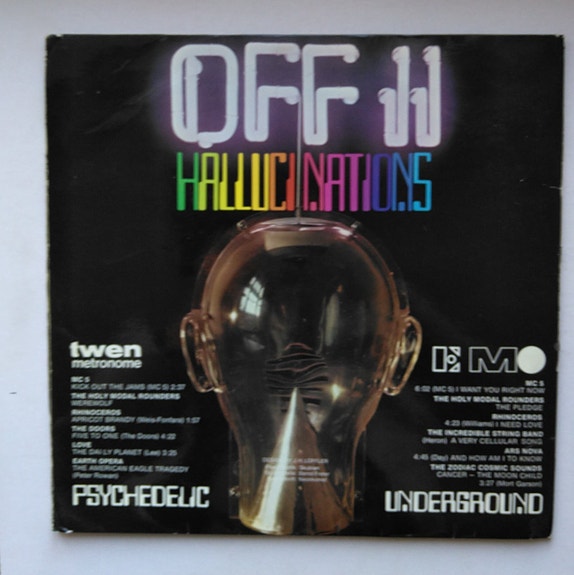 OFF II
HALLUCINATIONS
twen
metronome
MC 5
KICK OUT THE JAMS (MC 5) 2:37
THE HOLY MODAL ROUNDERS
WEREWOLF
RHINOCEROS
APRICOT BRANDY (Weis-Fonfara) 1:57
THE DOORS
FIVE TO ONE (The Doors) 4:22
LOVE
THE DAILY PLANET (Lee) 3:25
EARTH OPERA
THE AMERICAN EAGLE TRAGEDY
(Peter Rowan)
PSYCHEDELIC
E M
MC 5
6:02 (MC 5) I WANT YOU RIGHT NOW
THE HOLY MODAL ROUNDERS
THE PLEDGE
RHINOCEROS
4:23 (Williams) I NEED LOVE
THE INCREDIBLE STRING BAND
(Heron) A VERY CELLULAR SONG
ARS NOVA
4:45 (Day) AND HOW AM I TO KNOW
THE ZODIAC COSMIC SOUNDS
CANCER – THE MOON CHILD
3:27 (Mort Garson)
UNDERGROUND